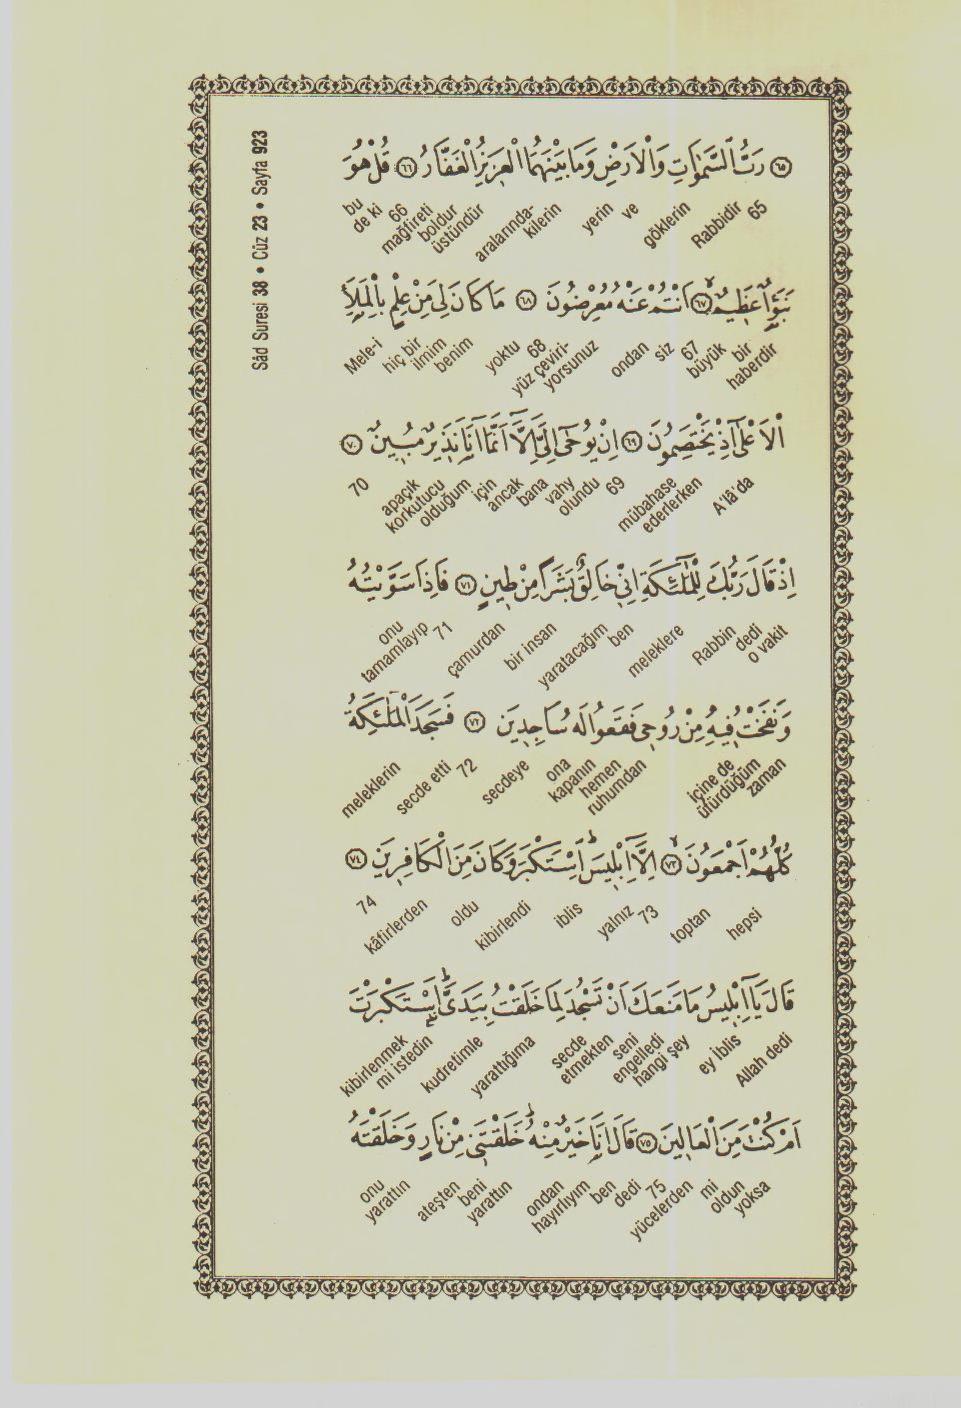 Sâd Suresi 38 • Cüz 23 • Sayfa 923
﴿٦٥﴾ رَبُّ السَّمٰوَاتِ وَالْاَرْضِ وَمَا بَيْنَهُمَا الْعَزِيزُ الْغَفَّارُ ﴿٦٦﴾ قُلْ هُوَ
65 Rabbidir göklerin ve yerin aralarında-kilerin üstündür boldur mağfireti 66 de ki bu
نَبَؤٌا عَظِيمٌ ﴿٦٧﴾ اَنْتُمْ عَنْهُ مُعْرِضُونَ ﴿٦٨﴾ مَا كَانَ لِىَ مِنْ عِلْمٍ بِالْمَلَاِ
haberdir bir büyük 67 siz ondan yüz çeviri-yorsunuz 68 yoktu benim ilmim hiç bir Mele-i
الْاَعْلٰٓى اِذْ يَخْتَصِمُونَ ﴿٦٩﴾ اِنْ يُوحٰٓى اِلَىَّ اِلَّٓا اَنَّمَٓا اَنَا۬ نَذِيرٌ مُبِينٌ ﴿٧٠﴾
A'lâ'da mübahase ederlerken 69 vahy olundu bana ancak için olduğum korkutucu apaçık 70
اِذْ قَالَ رَبُّكَ لِلْمَلٰٓئِكَةِ اِنِّى خَالِقٌ بَشَرًا مِنْ طِينٍ ﴿٧١﴾ فَاِذَا سَوَّيْتُهُ
o vakit dedi Rabbin meleklere ben yaratacağım bir insan çamurdan 71 tamamlayıp onu
وَنَفَخْتُ فِيهِ مِنْ رُوحِى فَقَعُوا لَهُ سَاجِدِينَ ﴿٧٢﴾ فَسَجَدَ الْمَلٰٓئِكَةُ
zaman üfürdüğüm içine de ruhumdan hemen kapanın ona secdeye 72 secde etti meleklerin
كُلُّهُمْ اَجْمَعُونَ ﴿٧٣﴾ اِلَّٓا اِبْلِيسَ اِسْتَكْبَرَ وَكَانَ مِنَ الْكَافِرِينَ ﴿٧٤﴾
hepsi toptan 73 yalnız iblis kibirlendi oldu kâfirlerden 74
قَالَ يَٓا اِبْلِيسُ مَا مَنَعَكَ اَنْ تَسْجُدَ لِمَا خَلَقْتُ بِيَدَىَّ اَسْتَكْبَرْتَ
Allah dedi ey iblis hangi şey engelledi seni secde etmekten yarattığıma kudretimle kibirlenmek mi istedin
اَمْ كُنْتَ مِنَ الْعَالِينَ ﴿٧٥﴾ قَالَ اَنَا۬ خَيْرٌ مِنْهُ خَلَقْتَنِى مِنْ نَارٍ وَخَلَقْتَهُ
yoksa oldun mi yücelerden 75 dedi ben hayırlıyım ondan yarattın beni ateşten yarattın onu